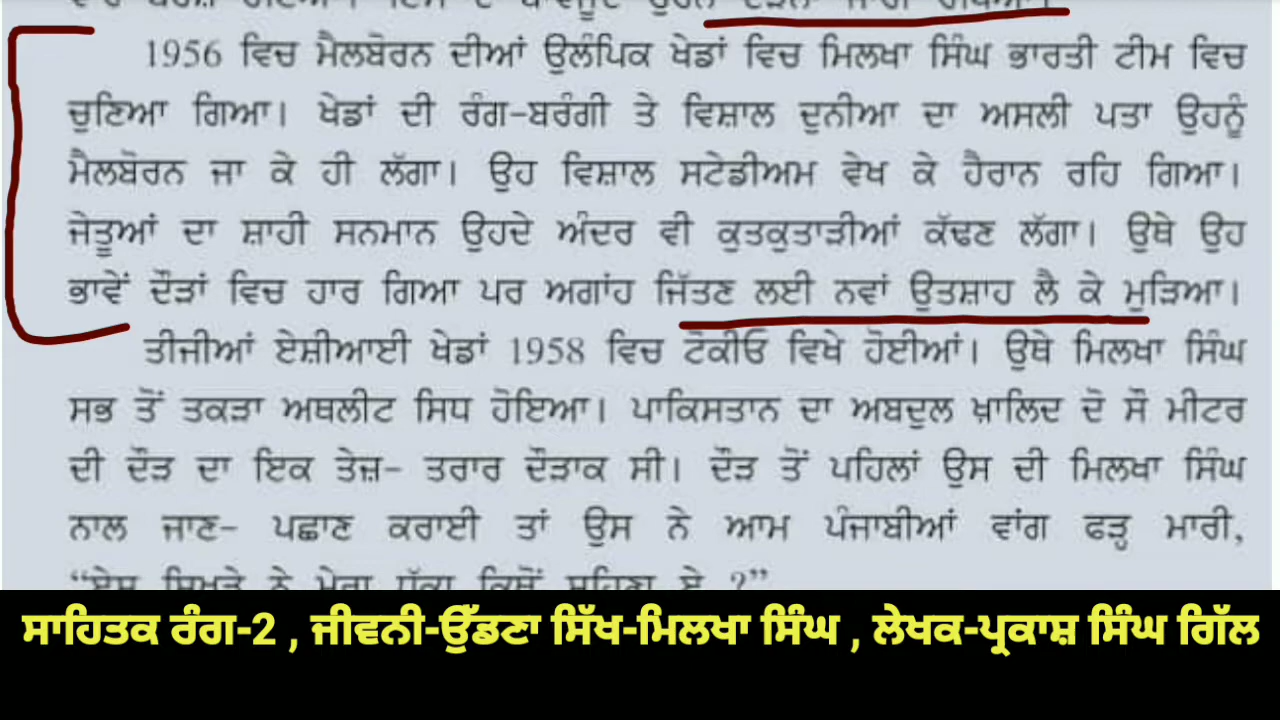 1956 ਵਿਚ ਮੈਲਬੋਰਨ ਦੀਆਂ ਉਲੰਪਿਕ ਖੇਡਾਂ ਵਿਚ ਮਿਲਖਾ ਸਿੰਘ ਭਾਰਤੀ ਟੀਮ ਵਿਚ
ਚੁਣਿਆ ਗਿਆ। ਖੇਡਾਂ ਦੀ ਰੰਗ-ਬਰੰਗੀ ਤੇ ਵਿਸ਼ਾਲ ਦੁਨੀਆ ਦਾ ਅਸਲੀ ਪਤਾ ਉਹਨੂੰ
ਮੈਲਬੋਰਨ ਜਾ ਕੇ ਹੀ ਲੱਗਾ। ਉਹ ਵਿਸ਼ਾਲ ਸਟੇਡੀਅਮ ਵੇਖ ਕੇ ਹੈਰਾਨ ਰਹਿ ਗਿਆ।
ਜੇਤੂਆਂ ਦਾ ਸ਼ਾਹੀ ਸਨਮਾਨ ਉਹਦੇ ਅੰਦਰ ਵੀ ਕੁਤਕੁਤਾੜੀਆਂ ਕੱਢਣ ਲੱਗਾ। ਉਥੇ ਉਹ
ਭਾਵੇਂ ਦੌੜਾਂ ਵਿਚ ਹਾਰ ਗਿਆ ਪਰ ਅਗਾਂਹ ਜਿੱਤਣ ਲਈ ਨਵਾਂ ਉਤਸ਼ਾਹ ਲੈ ਕੇ ਮੁੜਿਆ।
ਤੀਜੀਆਂ ਏਸ਼ੀਆਈ ਖੇਡਾਂ 1958 ਵਿਚ ਟੋਕੀਓ ਵਿਖੇ ਹੋਈਆਂ। ਉਥੇ ਮਿਲਖਾ ਸਿੰਘ
ਸਭ ਤੋਂ ਤਕੜਾ ਅਥਲੀਟ ਸਿਧ ਹੋਇਆ। ਪਾਕਿਸਤਾਨ ਦਾ ਅਬਦੁਲ ਖ਼ਾਲਿਦ ਦੋ ਸੌ ਮੀਟਰ
ਦੀ ਦੌੜ ਦਾ ਇਕ ਤੇਜ਼- ਤਰਾਰ ਦੌੜਾਕ ਸੀ। ਦੌੜ ਤੋਂ ਪਹਿਲਾਂ ਉਸ ਦੀ ਮਿਲਖਾ ਸਿੰਘ
ਨਾਲ ਜਾਣ- ਪਛਾਣ ਕਰਾਈ ਤਾਂ ਉਸ ਨੇ ਆਮ ਪੰਜਾਬੀਆਂ ਵਾਂਗ ਫੜ੍ਹ ਮਾਰੀ,
ਸਾਹਿਤਕ ਰੰਗ-2 , ਜੀਵਨੀ-ਉੱਡਣਾ ਸਿੱਖ-ਮਿਲਖਾ ਸਿੰਘ , ਲੇਖਕ-ਪ੍ਰਕਾਸ਼ ਸਿੰਘ ਗਿੱਲ